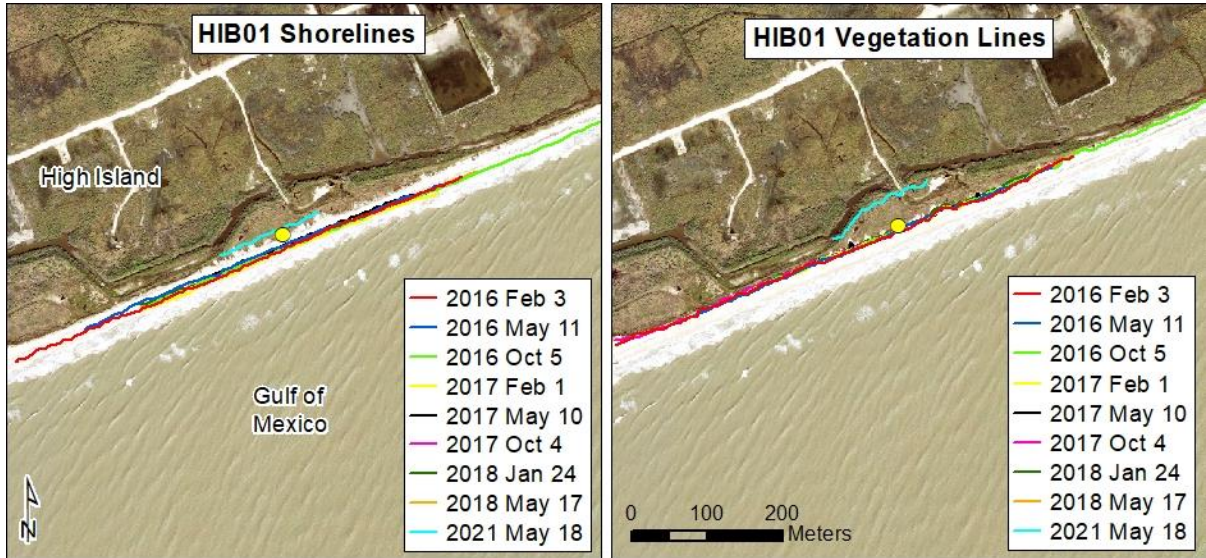 HIB01 Shorelines
High Island
Gulf of
Mexico
N
2016 Feb 3
2016 May 11
2016 Oct 5
2017 Feb 1
2017 May 10
2017 Oct 4
2018 Jan 24
2018 May 17
2021 May 18
HIB01 Vegetation Lines
0 100 200
Meters
2016 Feb 3
2016 May 11
2016 Oct 5
2017 Feb 1
2017 May 10
2017 Oct 4
2018 Jan 24
2018 May 17
2021 May 18